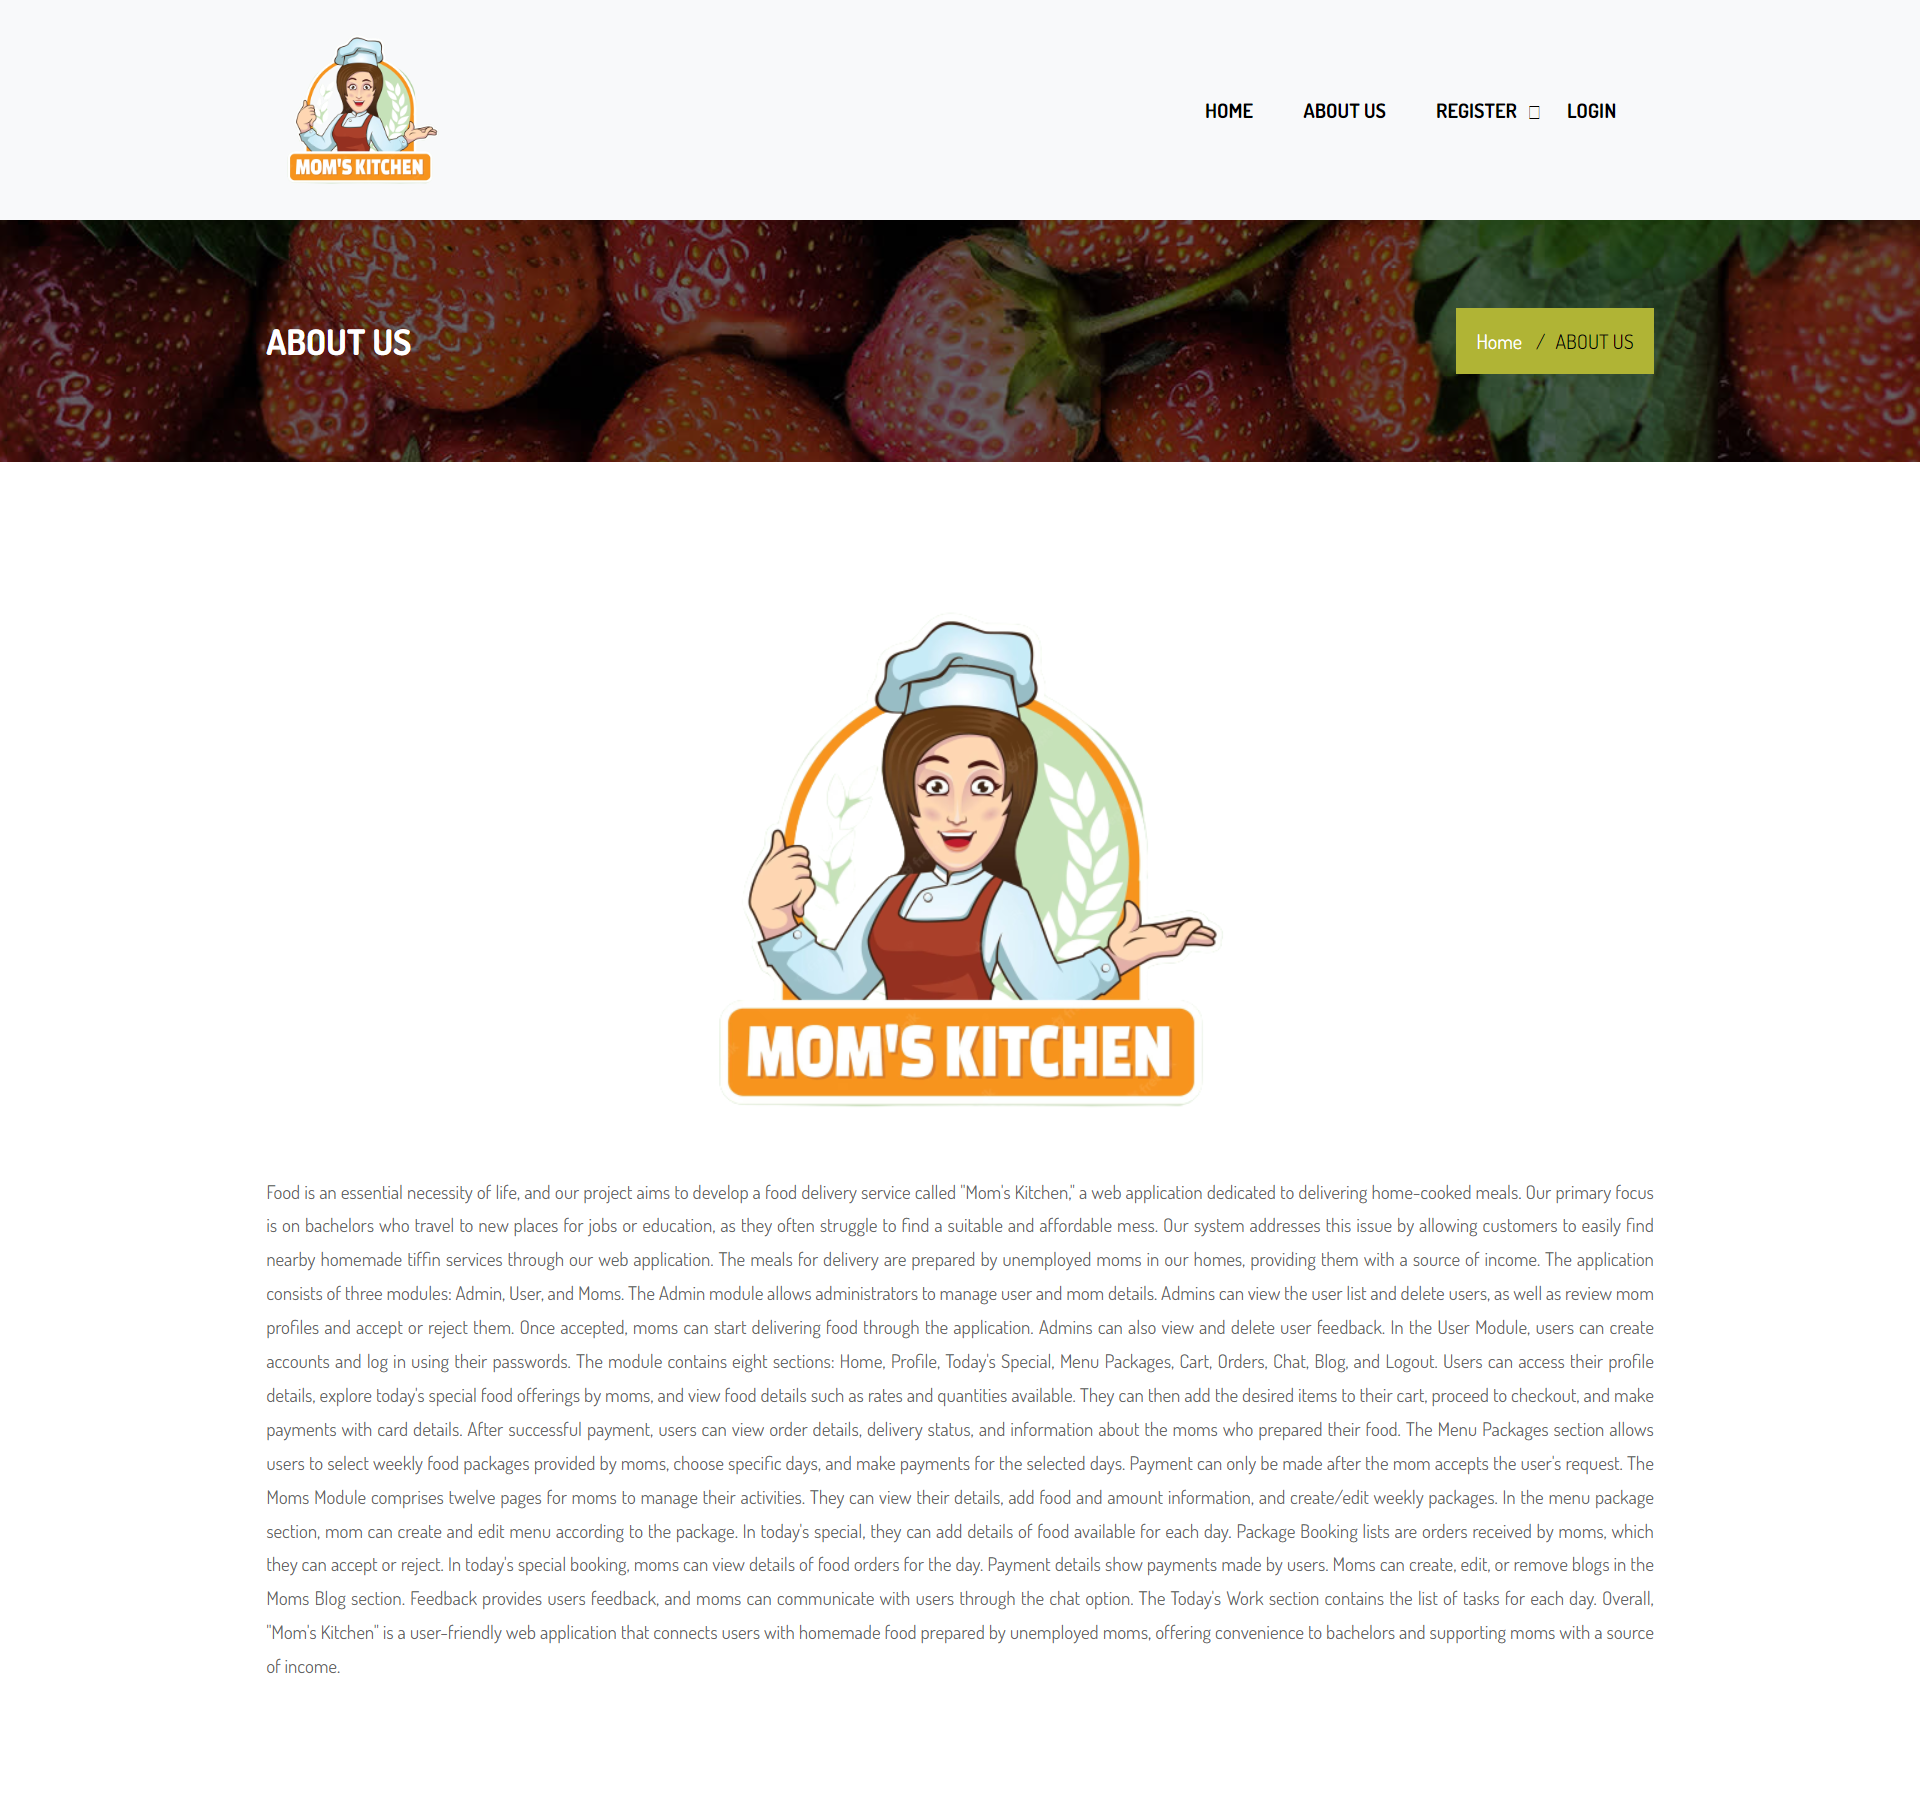 MOM'S KITCHEN
HOME
ABOUT US
REGISTER
LOGIN
ABOUT US
Home / ABOUT US
MOM'S KITCHEN
Food is an essential necessity of life, and our project aims to develop a food delivery service called "Mom's Kitchen," a web application dedicated to delivering home-cooked meals. Our primary focus
is on bachelors who travel to new places for jobs or education, as they often struggle to find a suitable and affordable mess. Our system addresses this issue by allowing customers to easily find
nearby homemade tiffin services through our web application. The meals for delivery are prepared by unemployed moms in our homes, providing them with a source of income. The application
consists of three modules: Admin, User, and Moms. The Admin module allows administrators to manage user and mom details. Admins can view the user list and delete users, as well as review mom
profiles and accept or reject them. Once accepted, moms can start delivering food through the application. Admins can also view and delete user feedback. In the User Module, users can create
accounts and log in using their passwords. The module contains eight sections: Home, Profile, Today's Special, Menu Packages, Cart, Orders, Chat, Blog, and Logout. Users can access their profile
details, explore today's special food offerings by moms, and view food details such as rates and quantities available. They can then add the desired items to their cart, proceed to checkout, and make
payments with card details. After successful payment, users can view order details, delivery status, and information about the moms who prepared their food. The Menu Packages section allows
users to select weekly food packages provided by moms, choose specific days, and make payments for the selected days. Payment can only be made after the mom accepts the user's request. The
Moms Module comprises twelve pages for moms to manage their activities. They can view their details, add food and amount information, and create/edit weekly packages. In the menu package
section, mom can create and edit menu according to the package. In today's special, they can add details of food available for each day. Package Booking lists are orders received by moms, which
they can accept or reject. In today's special booking, moms can view details of food orders for the day. Payment details show payments made by users. Moms can create, edit, or remove blogs in the
Moms Blog section. Feedback provides users feedback, and moms can communicate with users through the chat option. The Today's Work section contains the list of tasks for each day. Overall,
"Mom's Kitchen" is a user-friendly web application that connects users with homemade food prepared by unemployed moms, offering convenience to bachelors and supporting moms with a source
of income.